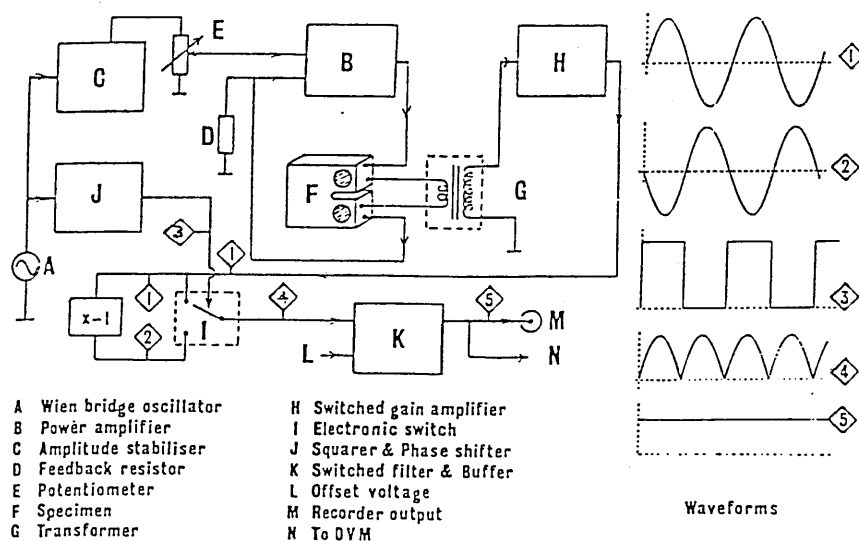 E
C
B
H
D
F
G
J
A
3
1
1
4
5
x-1
2
I
K
M
L
N
1
2
3
4
5
A Wien bridge oscillator
B Power amplifier
C Amplitude stabiliser
D Feedback resistor
E Potentiometer
F Specimen
G Transformer
H Switched gain amplifier
I Electronic switch
J Squarer & Phase shifter
K Switched filter & Buffer
L Offset voltage
M Recorder output
N To DVM
Waveforms